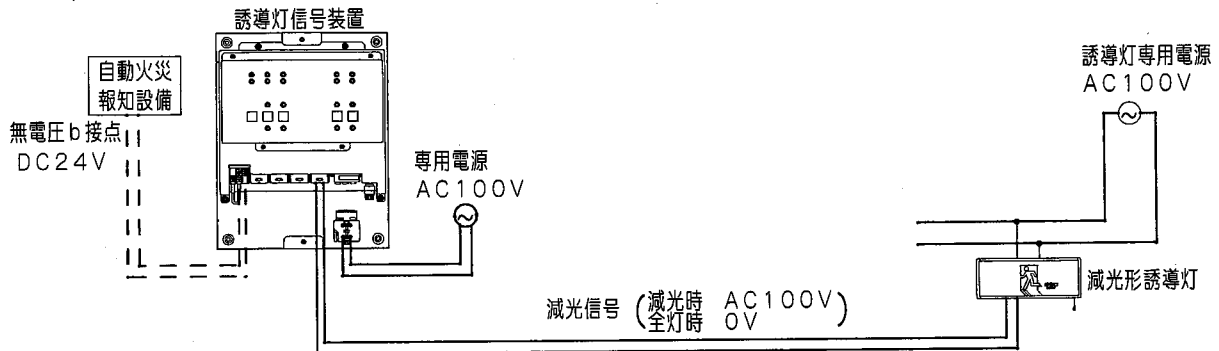 誘導灯信号装置
自動火災
報知設備
無電圧b接点
DC24V
専用電源
AC100V
誘導灯専用電源
AC100V
減光形誘導灯
減光信号（減光時 AC100V）
全灯時 0V